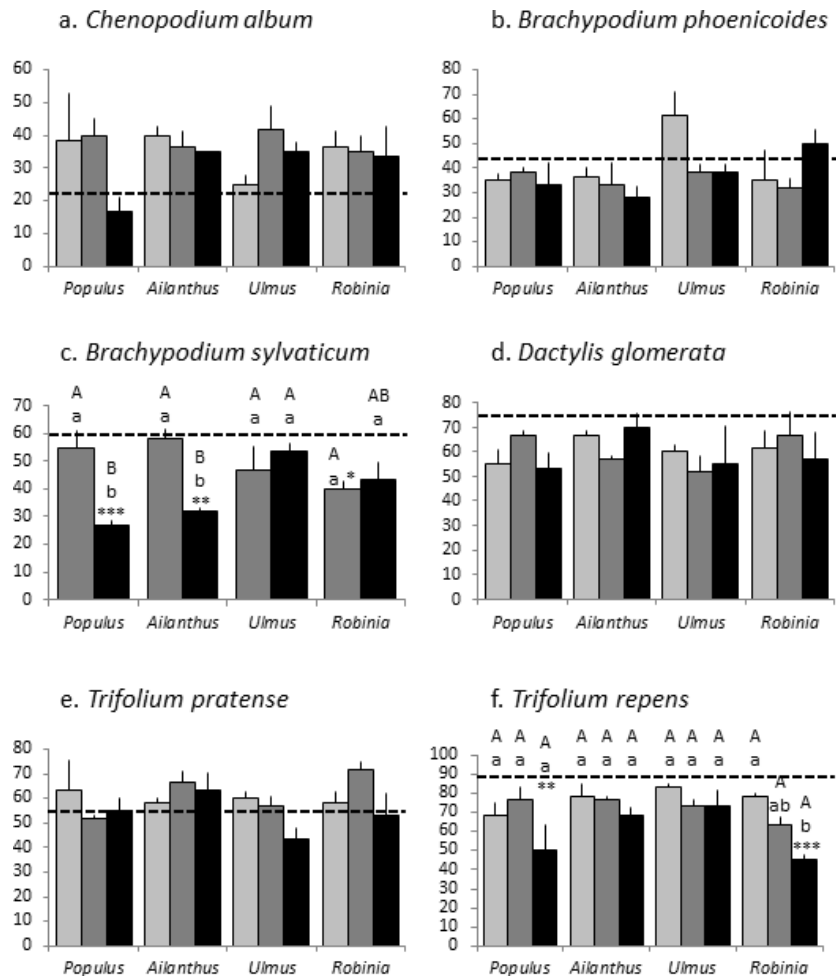 a. Chenopodium album
60
50
40
30
20
10
0
Populus Ailanthus Ulmus Robinia
b. Brachypodium phoenicoides
80
70
60
50
40
30
20
10
0
Populus Ailanthus Ulmus Robinia
c. Brachypodium sylvaticum
A A A A AB
a a a a a
70
60
50
40
30
20
10
0
B B A
b b a *
*** **
Populus Ailanthus Ulmus Robinia
d. Dactylis glomerata
80
70
60
50
40
30
20
10
0
Populus Ailanthus Ulmus Robinia
e. Trifolium pratense
80
70
60
50
40
30
20
10
0
Populus Ailanthus Ulmus Robinia
f. Trifolium repens
A A A A A A A A A A
a a a a a a a a a a
**
100
90
80
70
60
50
40
30
20
10
0
A A
ab b
***
Populus Ailanthus Ulmus Robinia